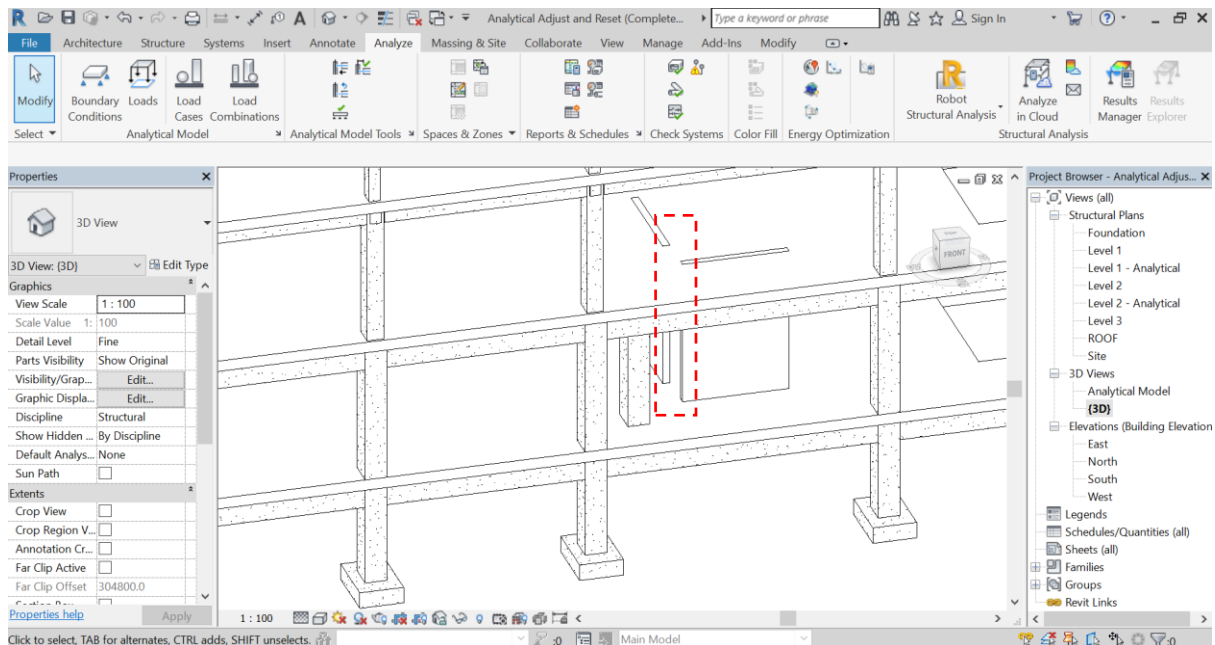 Analytical Adjust and Reset (Complete...
Type a keyword or phrase
Sign In
File Architecture Structure Systems Insert Annotate Analyze Massing & Site Collaborate View Manage Add-Ins Modify
Modify
Boundary Conditions
Loads
Load Cases
Load Combinations
Robot Structural Analysis
Analyze in Cloud
Results Manager
Results Explorer
Select
Analytical Model
Analytical Model Tools
Spaces & Zones
Reports & Schedules
Check Systems
Color Fill
Energy Optimization
Structural Analysis
Properties
3D View
3D View: {3D}
Edit Type
Graphics
View Scale 1 : 100
Scale Value 1: 100
Detail Level Fine
Parts Visibility Show Original
Visibility/Grap... Edit...
Graphic Displa... Edit...
Discipline Structural
Show Hidden ... By Discipline
Default Analys... None
Sun Path
Extents
Crop View
Crop Region V...
Annotation Cr...
Far Clip Active
Far Clip Offset 304800.0
Properties help
Apply
FRONT
1 : 100
Project Browser - Analytical Adjus...
Views (all)
Structural Plans
Foundation
Level 1
Level 1 - Analytical
Level 2
Level 2 - Analytical
Level 3
ROOF
Site
3D Views
Analytical Model
{3D}
Elevations (Building Elevation
East
North
South
West
Legends
Schedules/Quantities (all)
Sheets (all)
Families
Groups
Revit Links
Click to select, TAB for alternates, CTRL adds, SHIFT unselects.
:0
Main Model
:0